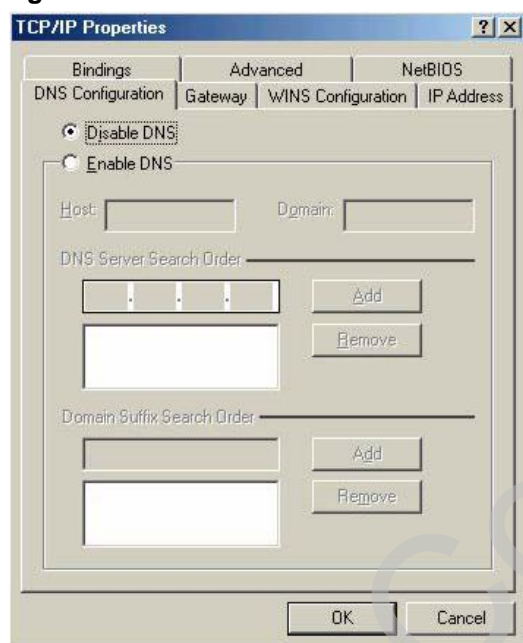 TCP/IP Properties
Bindings Advanced NetBIOS
DNS Configuration Gateway WINS Configuration IP Address
Disable DNS
Enable DNS
Host: Domain:
DNS Server Search Order
. . .
Add
Remove
Domain Suffix Search Order
Add
Remove
OK Cancel